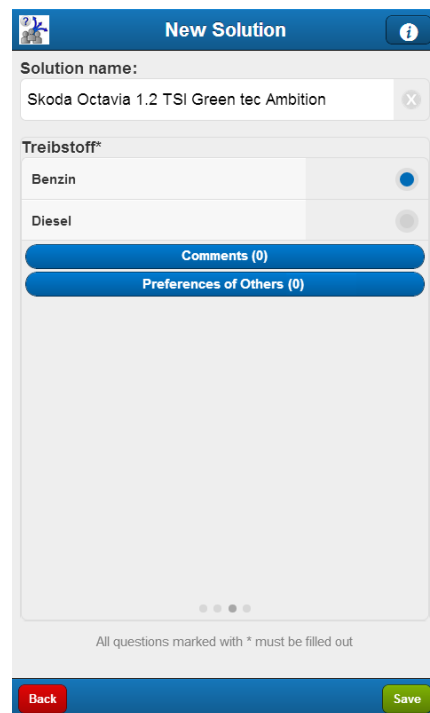 New Solution
i
Solution name:
Skoda Octavia 1.2 TSI Green tec Ambition
X
Treibstoff*
Benzin
Diesel
Comments (0)
Preferences of Others (0)
All questions marked with * must be filled out
Back
Save